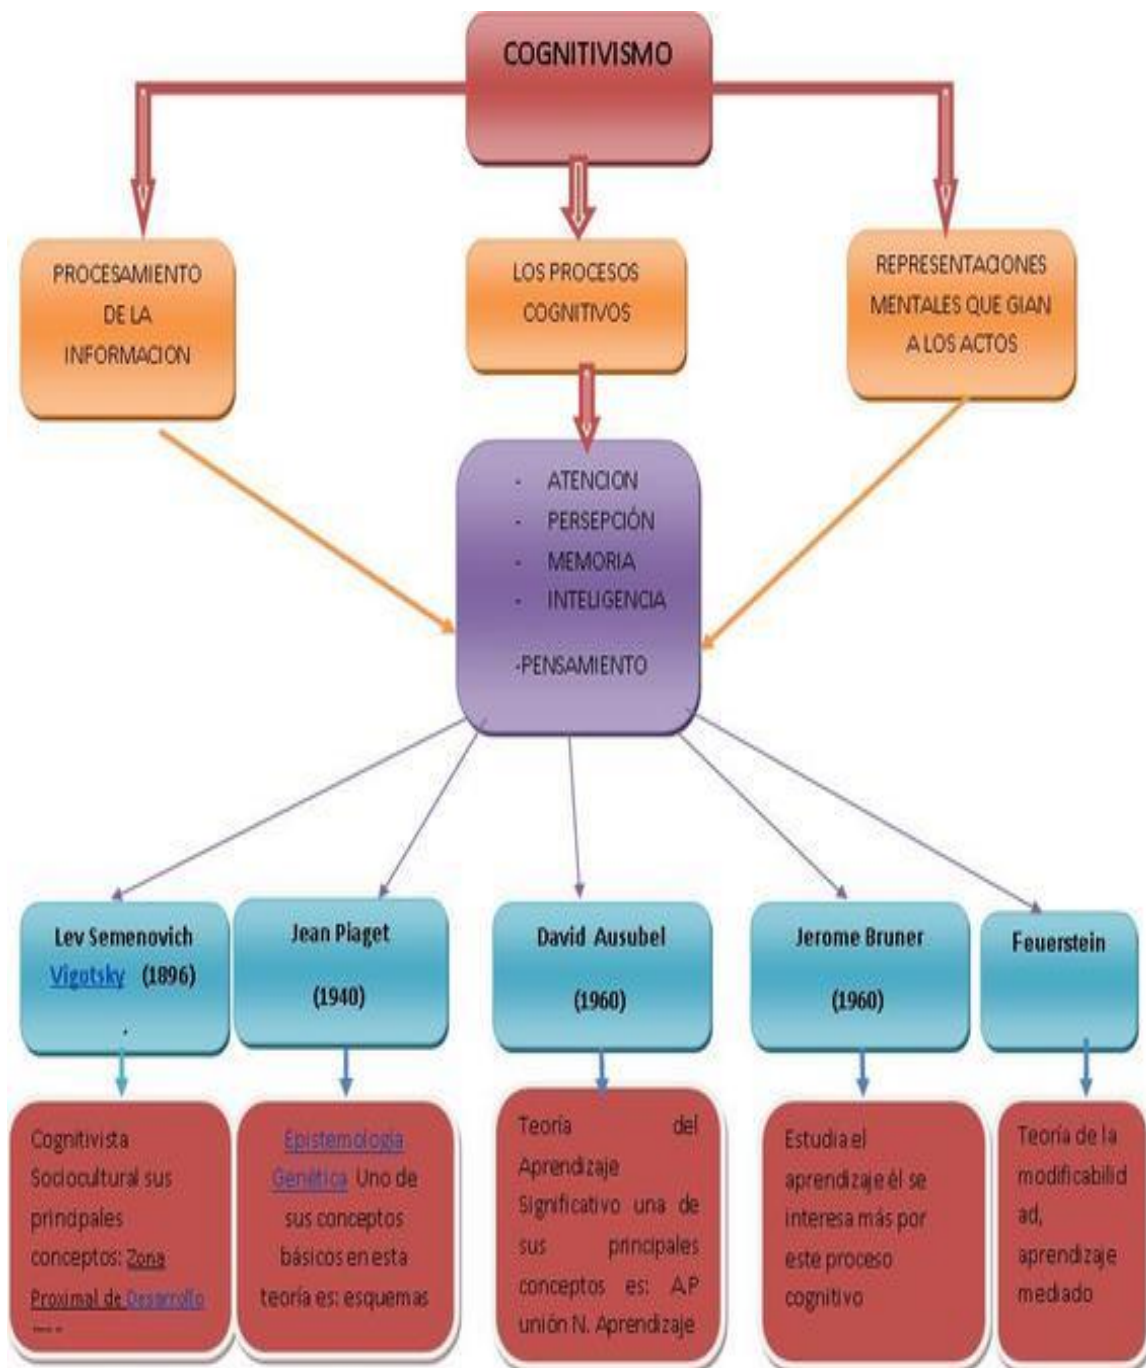 COGNITIVISMO
PROCESAMIENTO
DE LA
INFORMACION
LOS PROCESOS
COGNITIVOS
REPRESENTACIONES
MENTALES QUE GIAN
A LOS ACTOS
- ATENCION
- PERSEPCIÓN
- MEMORIA
- INTELIGENCIA
-PENSAMIENTO
Lev Semenovich
Vigotsky (1896)
.
Jean Piaget
(1940)
David Ausubel
(1960)
Jerome Bruner
(1960)
Feuerstein
Cognitivista
Sociocultural sus
principales
conceptos: Zona
Proximal de Desarrollo
Epistemología
Genética Uno de
sus conceptos
básicos en esta
teoría es: esquemas
Teoría del
Aprendizaje
Significativo una de
sus principales
conceptos es: A.P
unión N. Aprendizaje
Estudia el
aprendizaje él se
interesa más por
este proceso
cognitivo
Teoría de la
modificabilid
ad,
aprendizaje
mediado